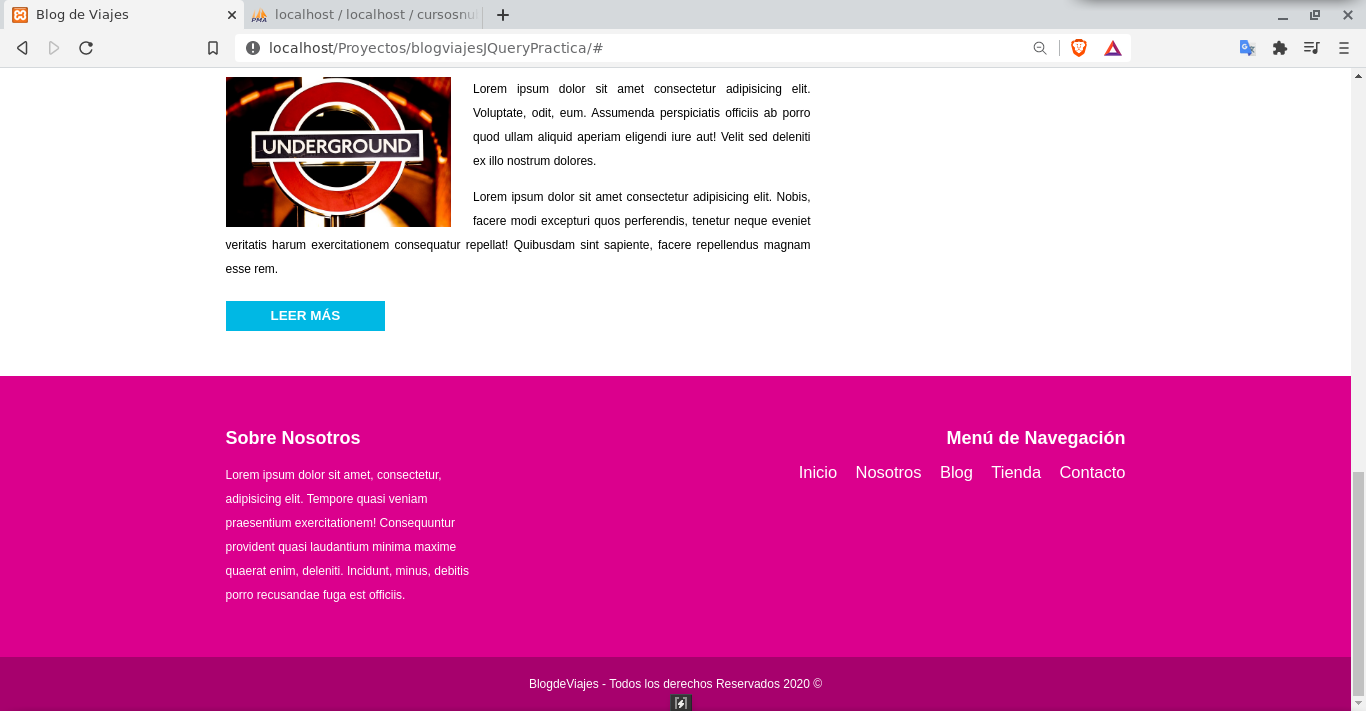 Blog de Viajes
PMA
localhost / localhost / cursosnu
localhost/Proyectos/blogviajesJQueryPractica/#
UNDERGROUND
Lorem ipsum dolor sit amet consectetur adipisicing elit.
Voluptate, odit, eum. Assumenda perspiciatis officiis ab porro
quod ullam aliquid aperiam eligendi iure aut! Velit sed deleniti
ex illo nostrum dolores.
Lorem ipsum dolor sit amet consectetur adipisicing elit. Nobis,
facere modi excepturi quos perferendis, tenetur neque eveniet
veritatis harum exercitationem consequatur repellat! Quibusdam sint sapiente, facere repellendus magnam
esse rem.
LEER MÁS
Sobre Nosotros
Lorem ipsum dolor sit amet, consectetur,
adipisicing elit. Tempore quasi veniam
praesentium exercitationem! Consequuntur
provident quasi laudantium minima maxime
quaerat enim, deleniti. Incidunt, minus, debitis
porro recusandae fuga est officiis.
Menú de Navegación
Inicio Nosotros Blog Tienda Contacto
BlogdeViajes - Todos los derechos Reservados 2020 ©